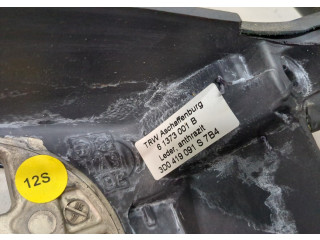 TRW Aschaffenburg
6 1373 001 B
Leder, anthrazit
3D0 419 091 S 7B4
12S